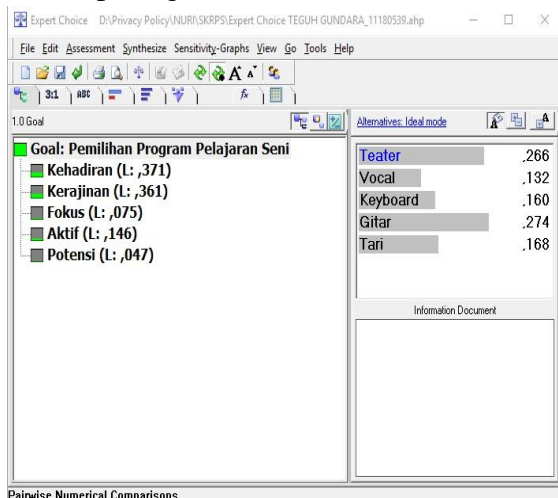 Expert Choice D:\Privacy Policy\NURI\SKRPS\Expert Choice TEGUH GUNDARA_11180539.ahp
File Edit Assessment Synthesize Sensitivity-Graphs View Go Tools Help
3:1 ABC fx
1.0 Goal
Goal: Pemilihan Program Pelajaran Seni
Kehadiran (L: ,371)
Kerajinan (L: ,361)
Fokus (L: ,075)
Aktif (L: ,146)
Potensi (L: ,047)
Alternatives: Ideal mode
Teater ,266
Vocal ,132
Keyboard ,160
Gitar ,274
Tari ,168
Information Document
Pairwise Numerical Comparisons